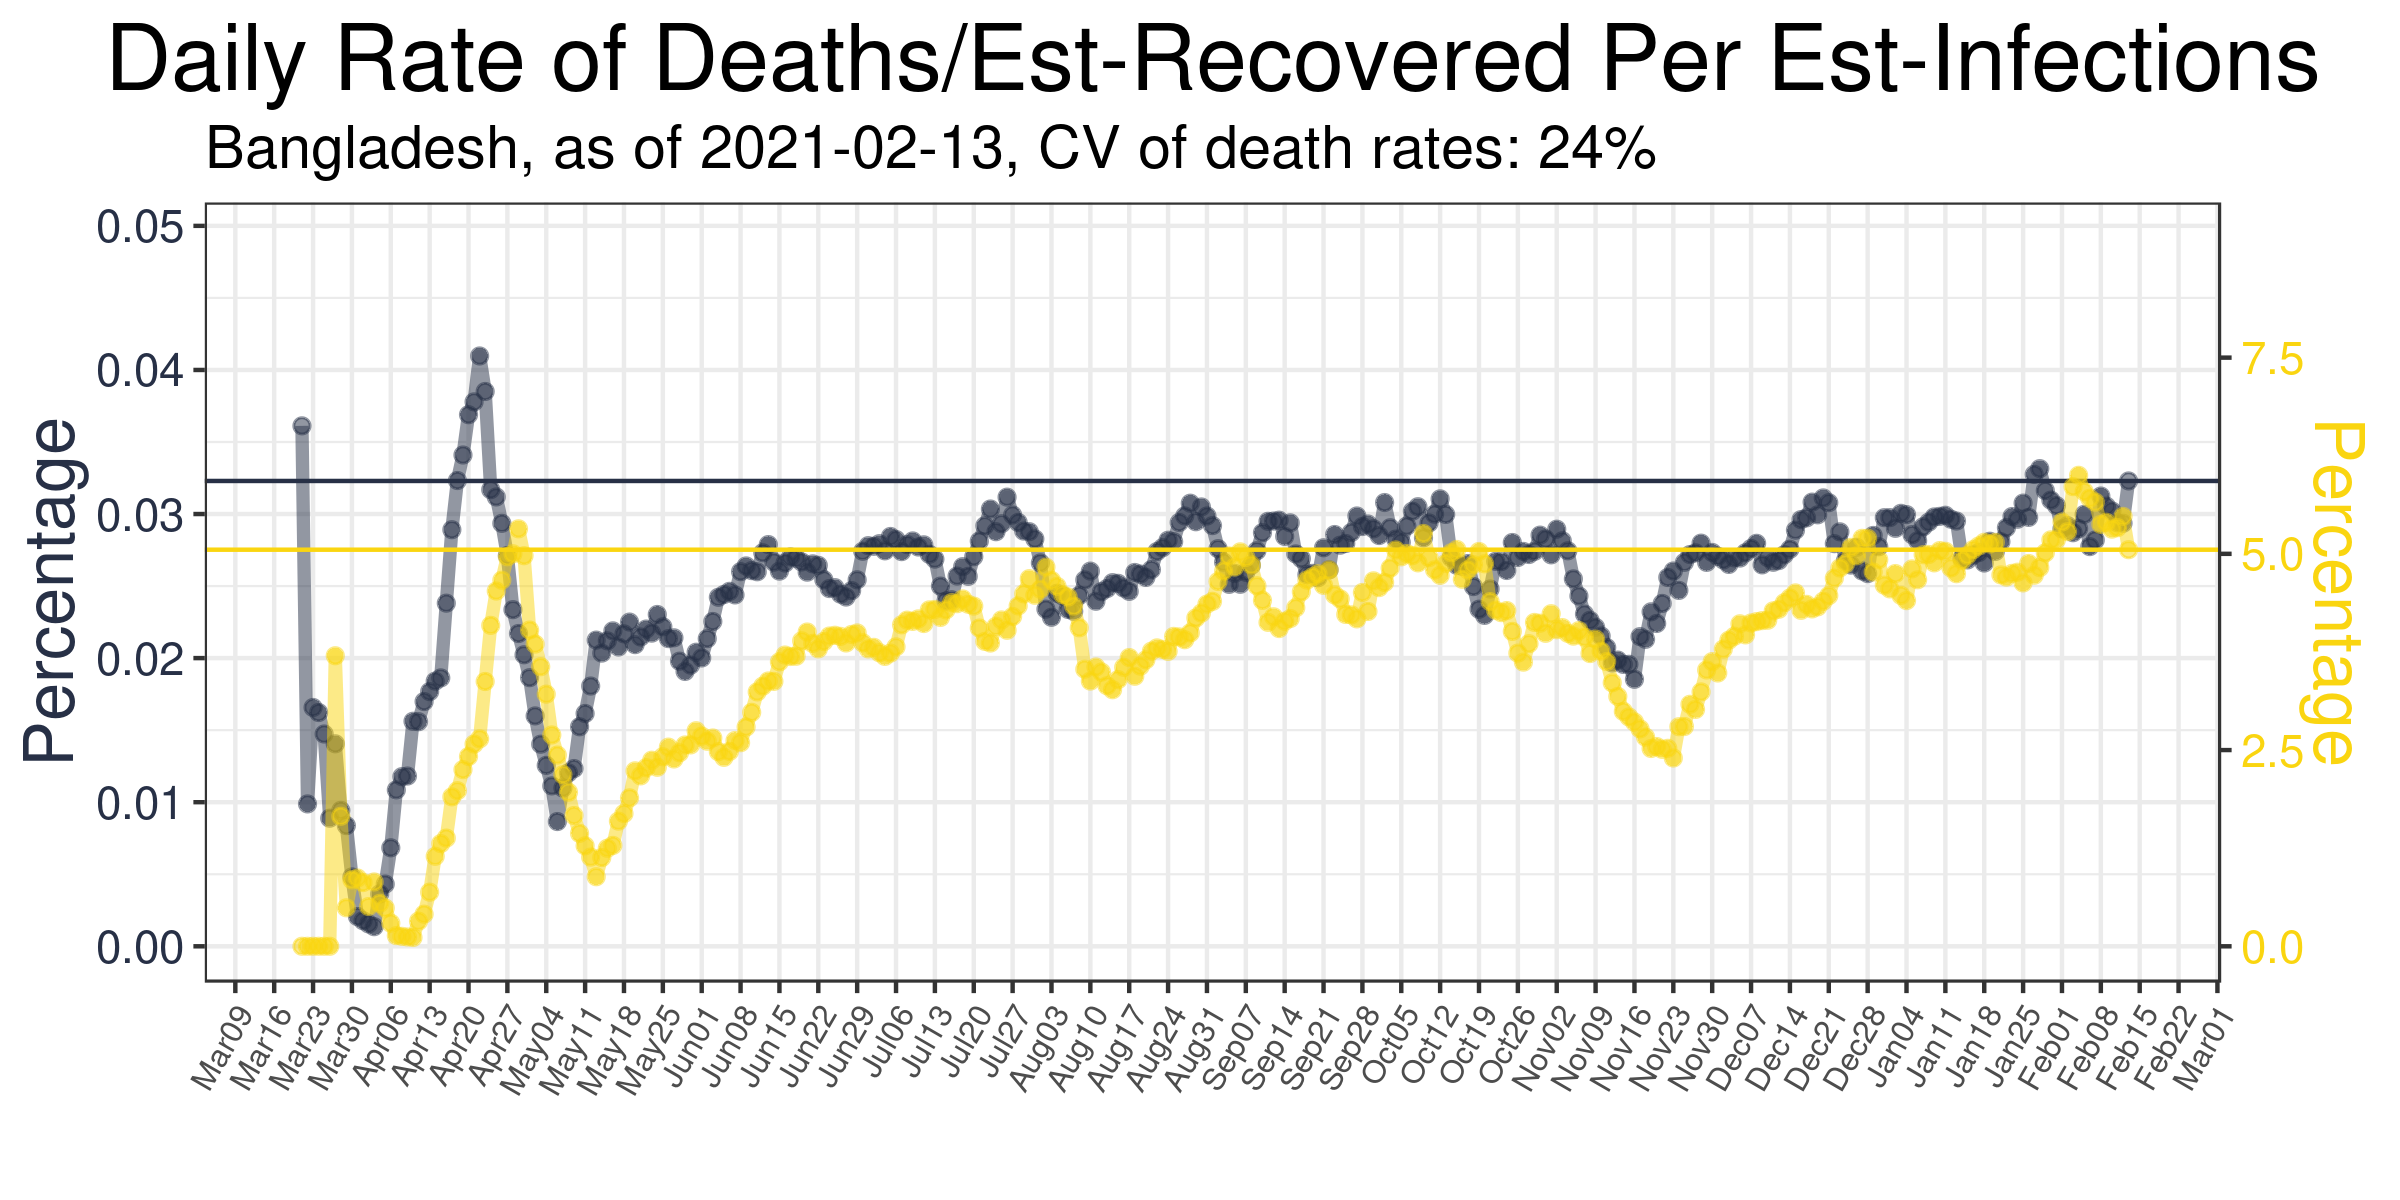 Daily Rate of Deaths/Est-Recovered Per Est-Infections
Bangladesh, as of 2021-02-13, CV of death rates: 24%
Percentage
0.05
0.04
0.03
0.02
0.01
0.00
7.5
5.0
2.5
0.0
Percentage
Mar09 Mar16 Mar23 Mar30 Apr06 Apr13 Apr20 Apr27 May04 May11 May18 May25 Jun01 Jun08 Jun15 Jun22 Jun29 Jul06 Jul13 Jul20 Jul27 Aug03 Aug10 Aug17 Aug24 Aug31 Sep07 Sep14 Sep21 Sep28 Oct05 Oct12 Oct19 Oct26 Nov02 Nov09 Nov16 Nov23 Nov30 Dec07 Dec14 Dec21 Dec28 Jan04 Jan11 Jan18 Jan25 Feb01 Feb08 Feb15 Feb22 Mar01